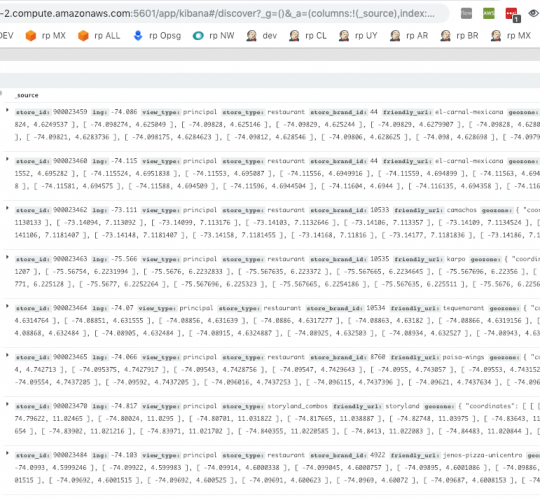 -2.compute.amazonaws.com:5601/app/kibana#/discover?_g=()&_a=(columns:!(_source),index:...
DEV rp MX rp ALL rp Opsg rp NW dev rp CL rp UY rp AR rp BR rp MX
_source
store_id: 900023459 lng: -74.086 view_type: principal store_type: restaurant store_brand_id: 44 friendly_url: el-carnal-mexicana geozone:
824, 4.6249537 ], [ -74.098274, 4.625049 ], [ -74.09828, 4.625146 ], [ -74.09829, 4.625244 ], [ -74.09829, 4.6279907 ], [ -74.09828, 4.6280
], [ -74.09821, 4.6283736 ], [ -74.098175, 4.6284623 ], [ -74.09812, 4.628546 ], [ -74.09806, 4.628625 ], [ -74.098, 4.628698 ], [ -74.0979
store_id: 900023460 lng: -74.115 view_type: principal store_type: restaurant store_brand_id: 44 friendly_url: el-carnal-mexicana geozone:
1552, 4.695282 ], [ -74.115524, 4.6951838 ], [ -74.11553, 4.695087 ], [ -74.11556, 4.6949916 ], [ -74.11559, 4.694899 ], [ -74.11563, 4.694
8 ], [ -74.11581, 4.694575 ], [ -74.11588, 4.694509 ], [ -74.11596, 4.6944504 ], [ -74.11604, 4.6944 ], [ -74.116135, 4.694358 ], [ -74.116
store_id: 900023462 lng: -73.111 view_type: principal store_type: restaurant store_brand_id: 10533 friendly_url: camachos geozone: { "coor
1130133 ], [ -73.14094, 7.113092 ], [ -73.14099, 7.113176 ], [ -73.14103, 7.1132646 ], [ -73.14106, 7.113357 ], [ -73.14109, 7.1134524 ], [
141106, 7.1181407 ], [ -73.14148, 7.1181407 ], [ -73.14158, 7.1181455 ], [ -73.14168, 7.11816 ], [ -73.14177, 7.1181836 ], [ -73.14186, 7.1
store_id: 900023463 lng: -75.566 view_type: principal store_type: restaurant store_brand_id: 10535 friendly_url: karpo geozone: { "coordin
1207 ], [ -75.56754, 6.2231994 ], [ -75.5676, 6.2232833 ], [ -75.567635, 6.223372 ], [ -75.567665, 6.2234645 ], [ -75.567696, 6.22356 ], [
771, 6.225128 ], [ -75.5677, 6.2252264 ], [ -75.567696, 6.225323 ], [ -75.567665, 6.2254186 ], [ -75.567635, 6.225511 ], [ -75.5676, 6.2256
store_id: 900023464 lng: -74.07 view_type: principal store_type: restaurant store_brand_id: 10534 friendly_url: tequemorant geozone: { "co
4.6314764 ], [ -74.08851, 4.631555 ], [ -74.08856, 4.631639 ], [ -74.0886, 4.6317277 ], [ -74.08863, 4.63182 ], [ -74.08866, 4.6319156 ], [
-74.08868, 4.632484 ], [ -74.08905, 4.632484 ], [ -74.08915, 4.6324887 ], [ -74.08925, 4.632503 ], [ -74.08934, 4.632527 ], [ -74.08943, 4.63
store_id: 900023465 lng: -74.066 view_type: principal store_type: restaurant store_brand_id: 8760 friendly_url: paisa-wings geozone: { "co
4, 4.742713 ], [ -74.095375, 4.7427917 ], [ -74.09543, 4.7428756 ], [ -74.09547, 4.7429643 ], [ -74.0955, 4.743057 ], [ -74.09553, 4.743152
-74.09554, 4.7437205 ], [ -74.09592, 4.7437205 ], [ -74.096016, 4.7437253 ], [ -74.096115, 4.7437396 ], [ -74.09621, 4.7437634 ], [ -74.096
store_id: 900023470 lng: -74.817 view_type: principal store_type: storyland_combos friendly_url: storyland geozone: { "coordinates": [ [ [
74.79622, 11.02465 ], [ -74.80024, 11.0295 ], [ -74.80701, 11.031822 ], [ -74.817665, 11.038887 ], [ -74.82748, 11.03975 ], [ -74.83643, 11
654 ], [ -74.83902, 11.021216 ], [ -74.83971, 11.021702 ], [ -74.840355, 11.0220585 ], [ -74.8413, 11.022083 ], [ -74.84483, 11.020844 ], [
store_id: 900023484 lng: -74.103 view_type: principal store_type: restaurant store_brand_id: 4922 friendly_url: jenos-pizza-unicentro geozone
-74.0993, 4.5999246 ], [ -74.09922, 4.599983 ], [ -74.09914, 4.6000338 ], [ -74.099045, 4.6000757 ], [ -74.09895, 4.6001086 ], [ -74.09886,
-74.09692, 4.6001515 ], [ -74.09692, 4.600525 ], [ -74.09691, 4.600623 ], [ -74.0969, 4.60072 ], [ -74.09687, 4.6008153 ], [ -74.0968